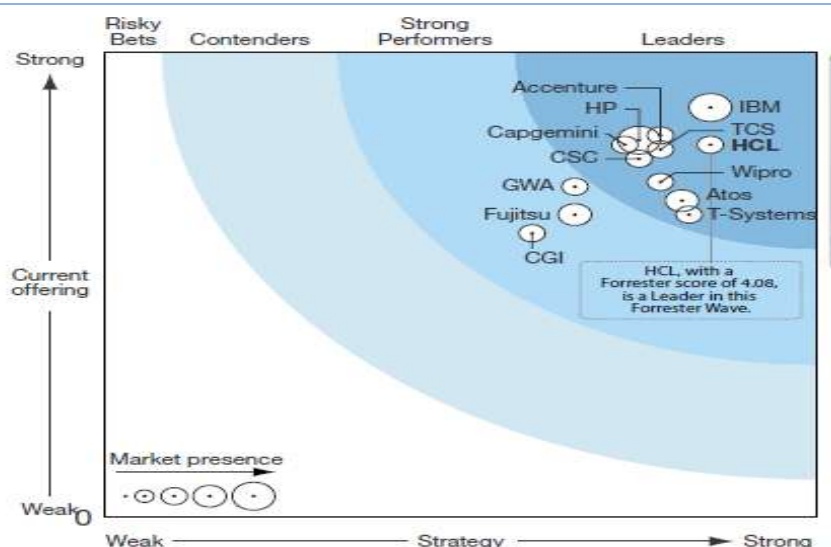 Risky
Bets
Contenders
Strong
Performers
Leaders
Strong
Accenture
HP
IBM
Capgemini
TCS
HCL
CSC
Wipro
GWA
Atos
Fujitsu
T-Systems
CGI
Current
offering
HCL, with a
Forrester score of 4.08,
is a Leader in this
Forrester Wave.
Market presence
Weak
0
Weak
Strategy
Strong